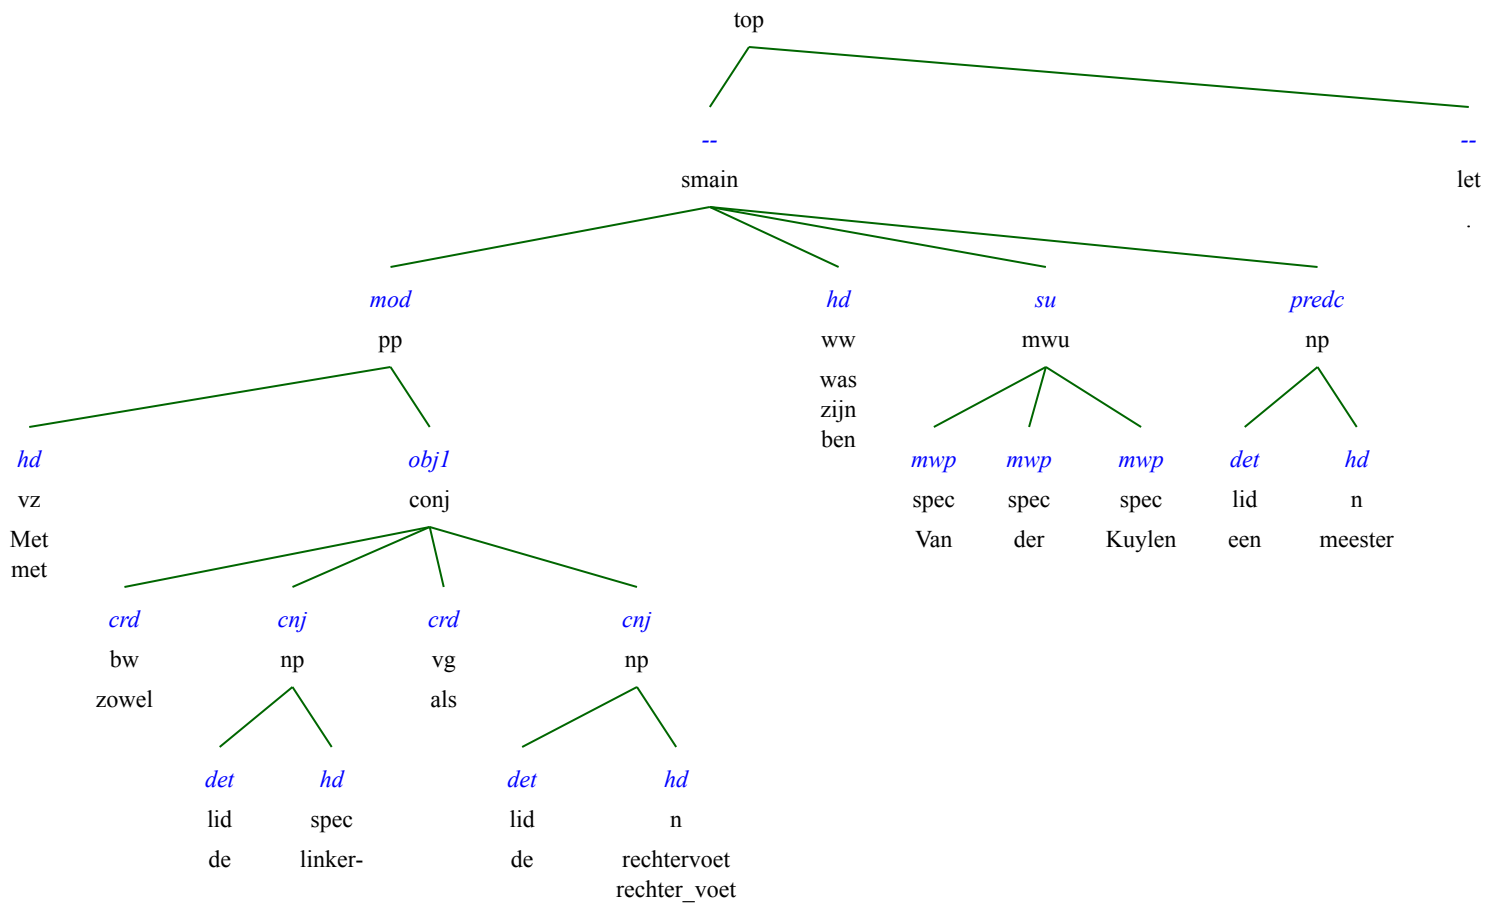 top
-- --
smain let
.
mod hd su predc
pp ww mwu np
was
zijn
ben
hd obj1 mwp mwp mwp det hd
vz conj spec spec spec lid n
Met Van der Kuylen een meester
met
crd cnj crd cnj
bw np vg np
zowel als
det hd det hd
lid spec lid n
de linker- de rechtervoet
rechter_voet